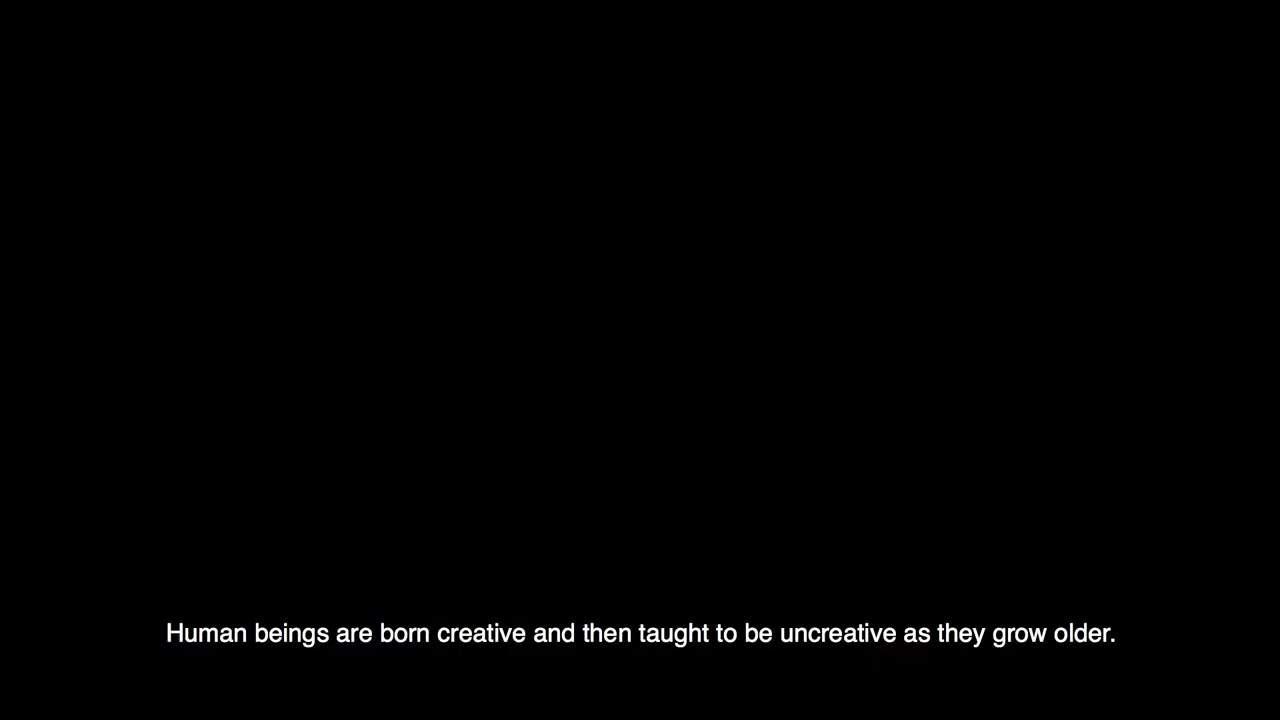 Human beings are born creative and then taught to be uncreative as they grow older.